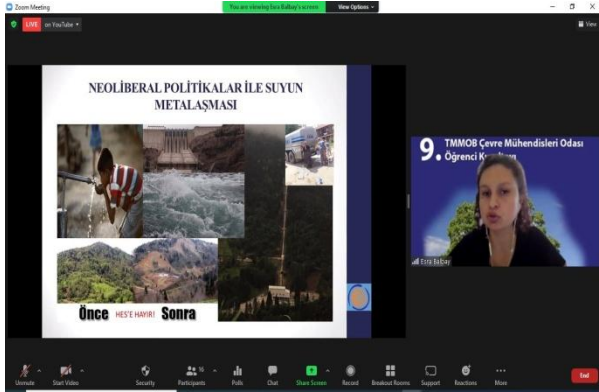 Zoom Meeting
You are viewing Esra Balbay's screen
View Options
LIVE on YouTube
View
NEOLİBERAL POLİTİKALAR İLE SUYUN
METALAŞMASI
Önce HES'E HAYIR! Sonra
9. TMMOB Çevre Mühendisleri Odası
Öğrenci
Esra Balbay
Unmute
Start Video
Security
Participants
16
Polls
Chat
Share Screen
Record
Breakout Rooms
Support
Reactions
More
End